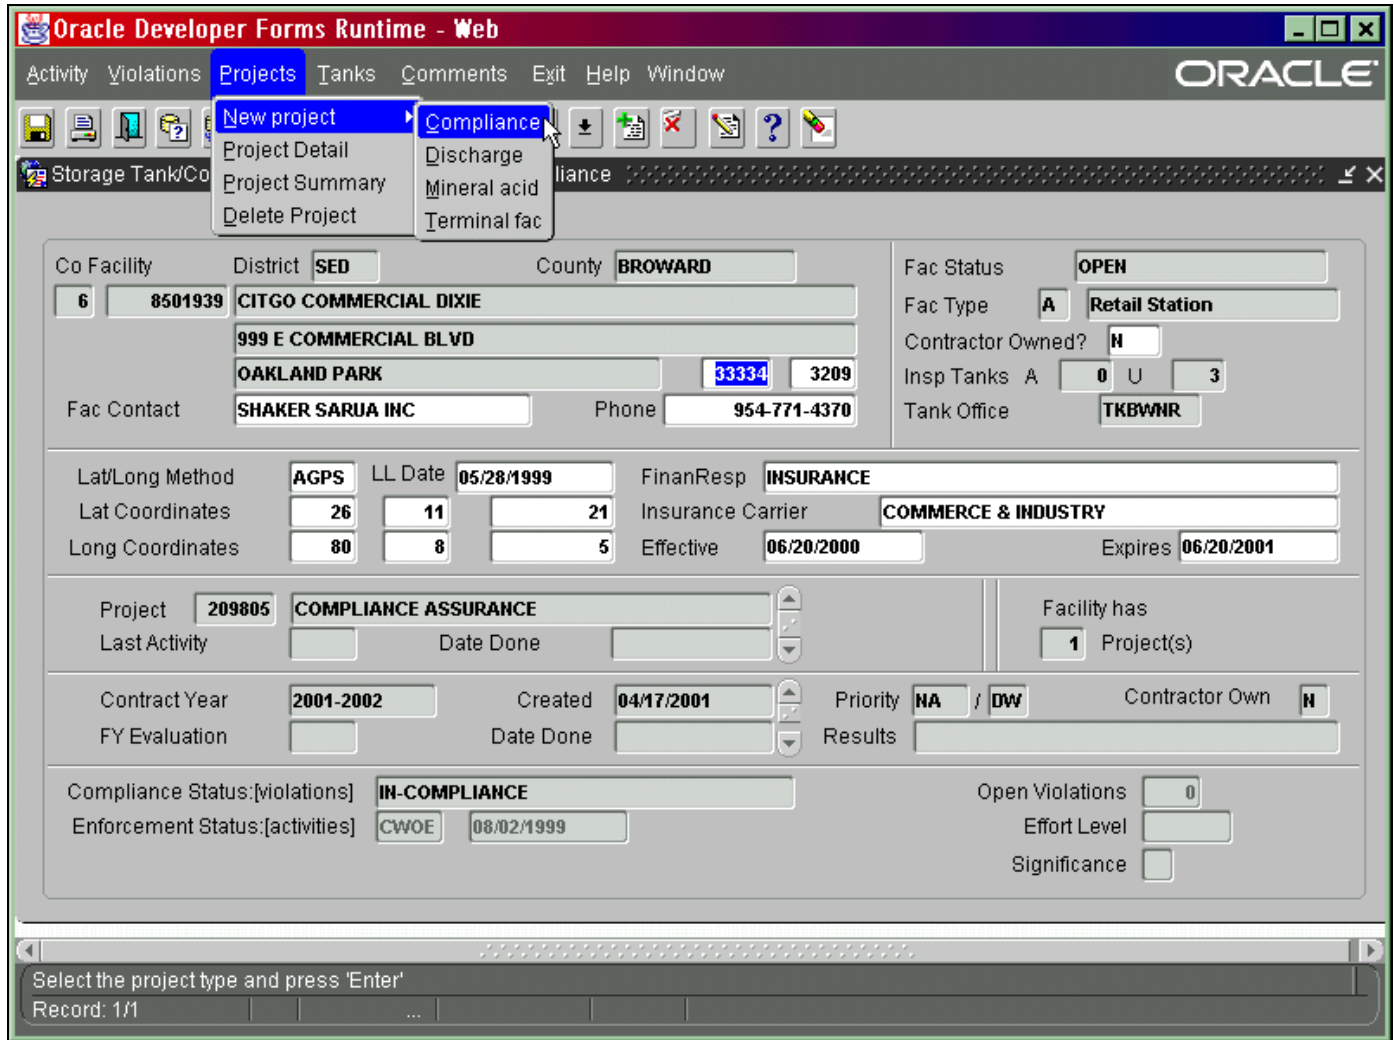 Oracle Developer Forms Runtime - Web
Activity Violations Projects Tanks Comments Exit Help Window ORACLE
New project Compliance
Project Detail Discharge
Project Summary Mineral acid
Delete Project Terminal fac
Storage Tank/Co liance
Co Facility District SED County BROWARD Fac Status OPEN
6 8501939 CITGO COMMERCIAL DIXIE Fac Type A Retail Station
999 E COMMERCIAL BLVD Contractor Owned? N
OAKLAND PARK 33334 3209 Insp Tanks A 0 U 3
Fac Contact SHAKER SARUA INC Phone 954-771-4370 Tank Office TKBWNR
Lat/Long Method AGPS LL Date 05/28/1999 FinanResp INSURANCE
Lat Coordinates 26 11 21 Insurance Carrier COMMERCE & INDUSTRY
Long Coordinates 80 8 5 Effective 06/20/2000 Expires 06/20/2001
Project 209805 COMPLIANCE ASSURANCE Facility has
Last Activity Date Done 1 Project(s)
Contract Year 2001-2002 Created 04/17/2001 Priority NA / DW Contractor Own N
FY Evaluation Date Done Results
Compliance Status:[violations] IN-COMPLIANCE Open Violations 0
Enforcement Status:[activities] CWOE 08/02/1999 Effort Level
Significance
Select the project type and press 'Enter'
Record: 1/1 ...